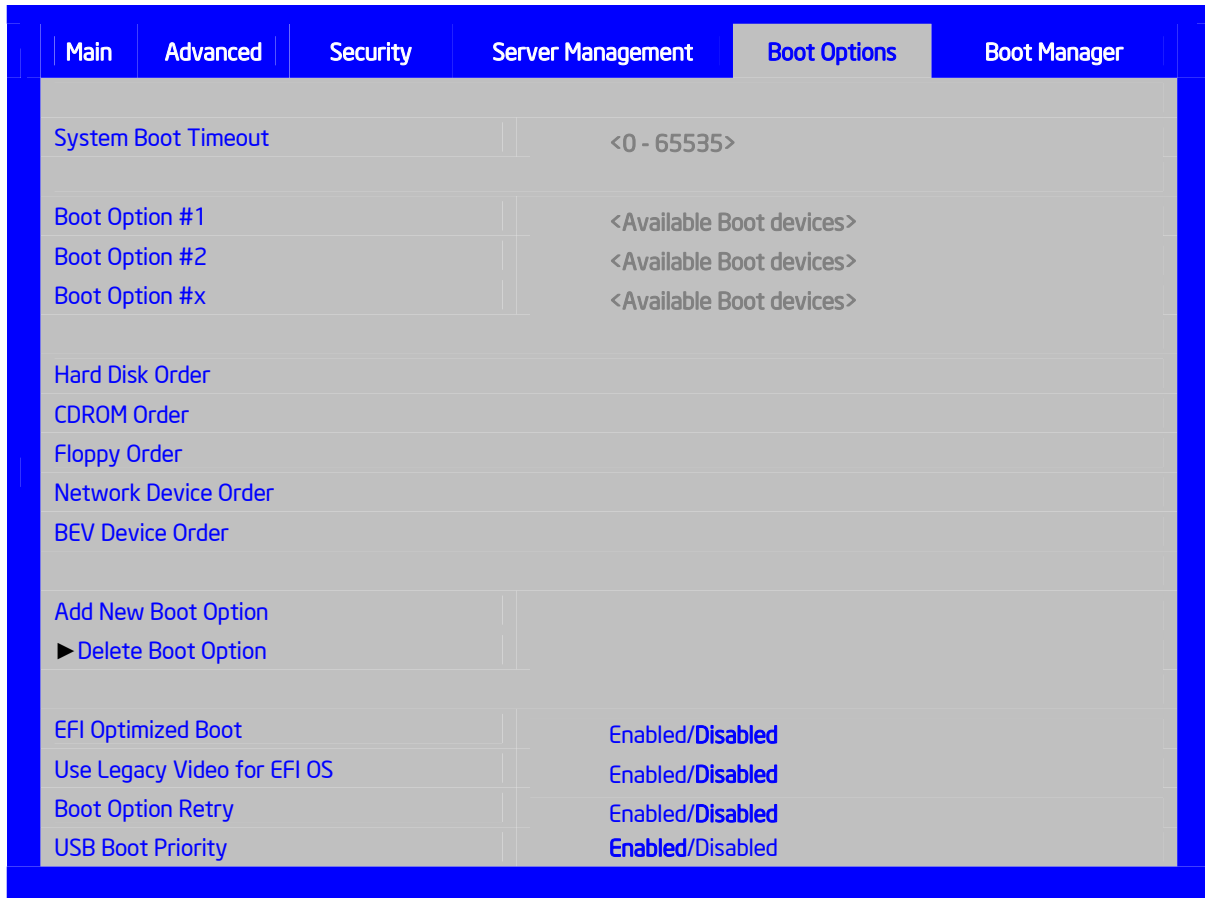 Main Advanced Security Server Management Boot Options Boot Manager
System Boot Timeout <0 - 65535>
Boot Option #1 <Available Boot devices>
Boot Option #2 <Available Boot devices>
Boot Option #x <Available Boot devices>
Hard Disk Order
CDROM Order
Floppy Order
Network Device Order
BEV Device Order
Add New Boot Option
►Delete Boot Option
EFI Optimized Boot Enabled/Disabled
Use Legacy Video for EFI OS Enabled/Disabled
Boot Option Retry Enabled/Disabled
USB Boot Priority Enabled/Disabled